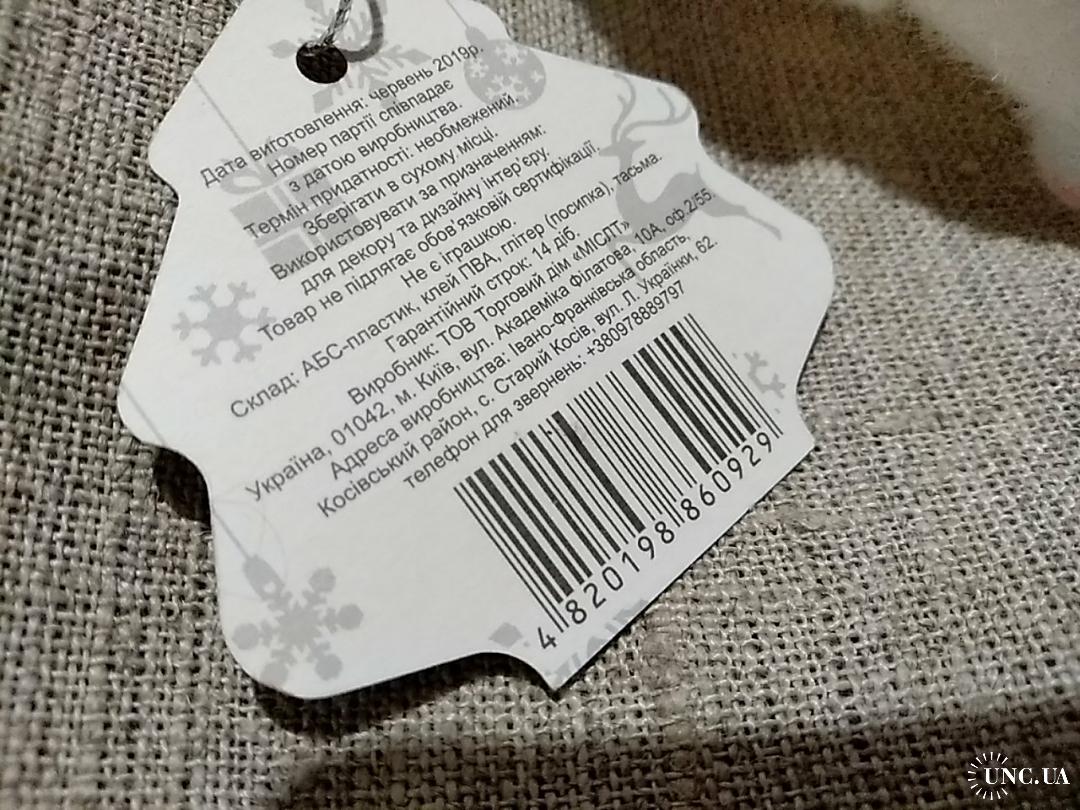 Дата виготовлення: червень 2019р.
Номер партії співпадає
з датою виробництва.
Термін придатності: необмежений.
Зберігати в сухому місці.
Використовувати за призначенням:
для декору та дизайну інтер'єру.
Товар не підлягає обов'язковій сертифікації.
Не є іграшкою.
Склад: АБС-пластик, клей ПВА, глітер (посипка), тасьма.
Гарантійний строк: 14 діб.
Виробник: ТОВ Торговий дім «МІСДТ»
Україна, 01042, м. Київ, вул. Академіка Філатова, 10А, оф.2/55.
Адреса виробництва: Івано-Франківська область,
Косівський район, с. Старий Косів, вул. Л. Українки, 62.
телефон для звернень: +380978889797
4 820198 860929
UNC.UA